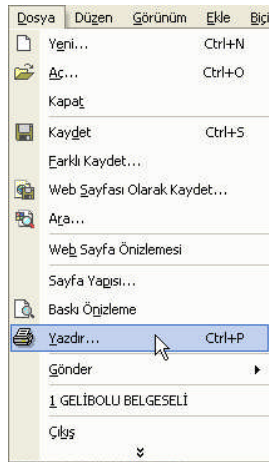 Dosya Düzen Görünüm Ekle Biçi
Yeni... Ctrl+N
Aç... Ctrl+O
Kapat
Kaydet Ctrl+S
Farklı Kaydet...
Web Sayfası Olarak Kaydet...
Ara...
Web Sayfa Önizlemesi
Sayfa Yapısı...
Baskı Önizleme
Yazdır... Ctrl+P
Gönder
1 GELİBOLU BELGESELİ
Çıkış